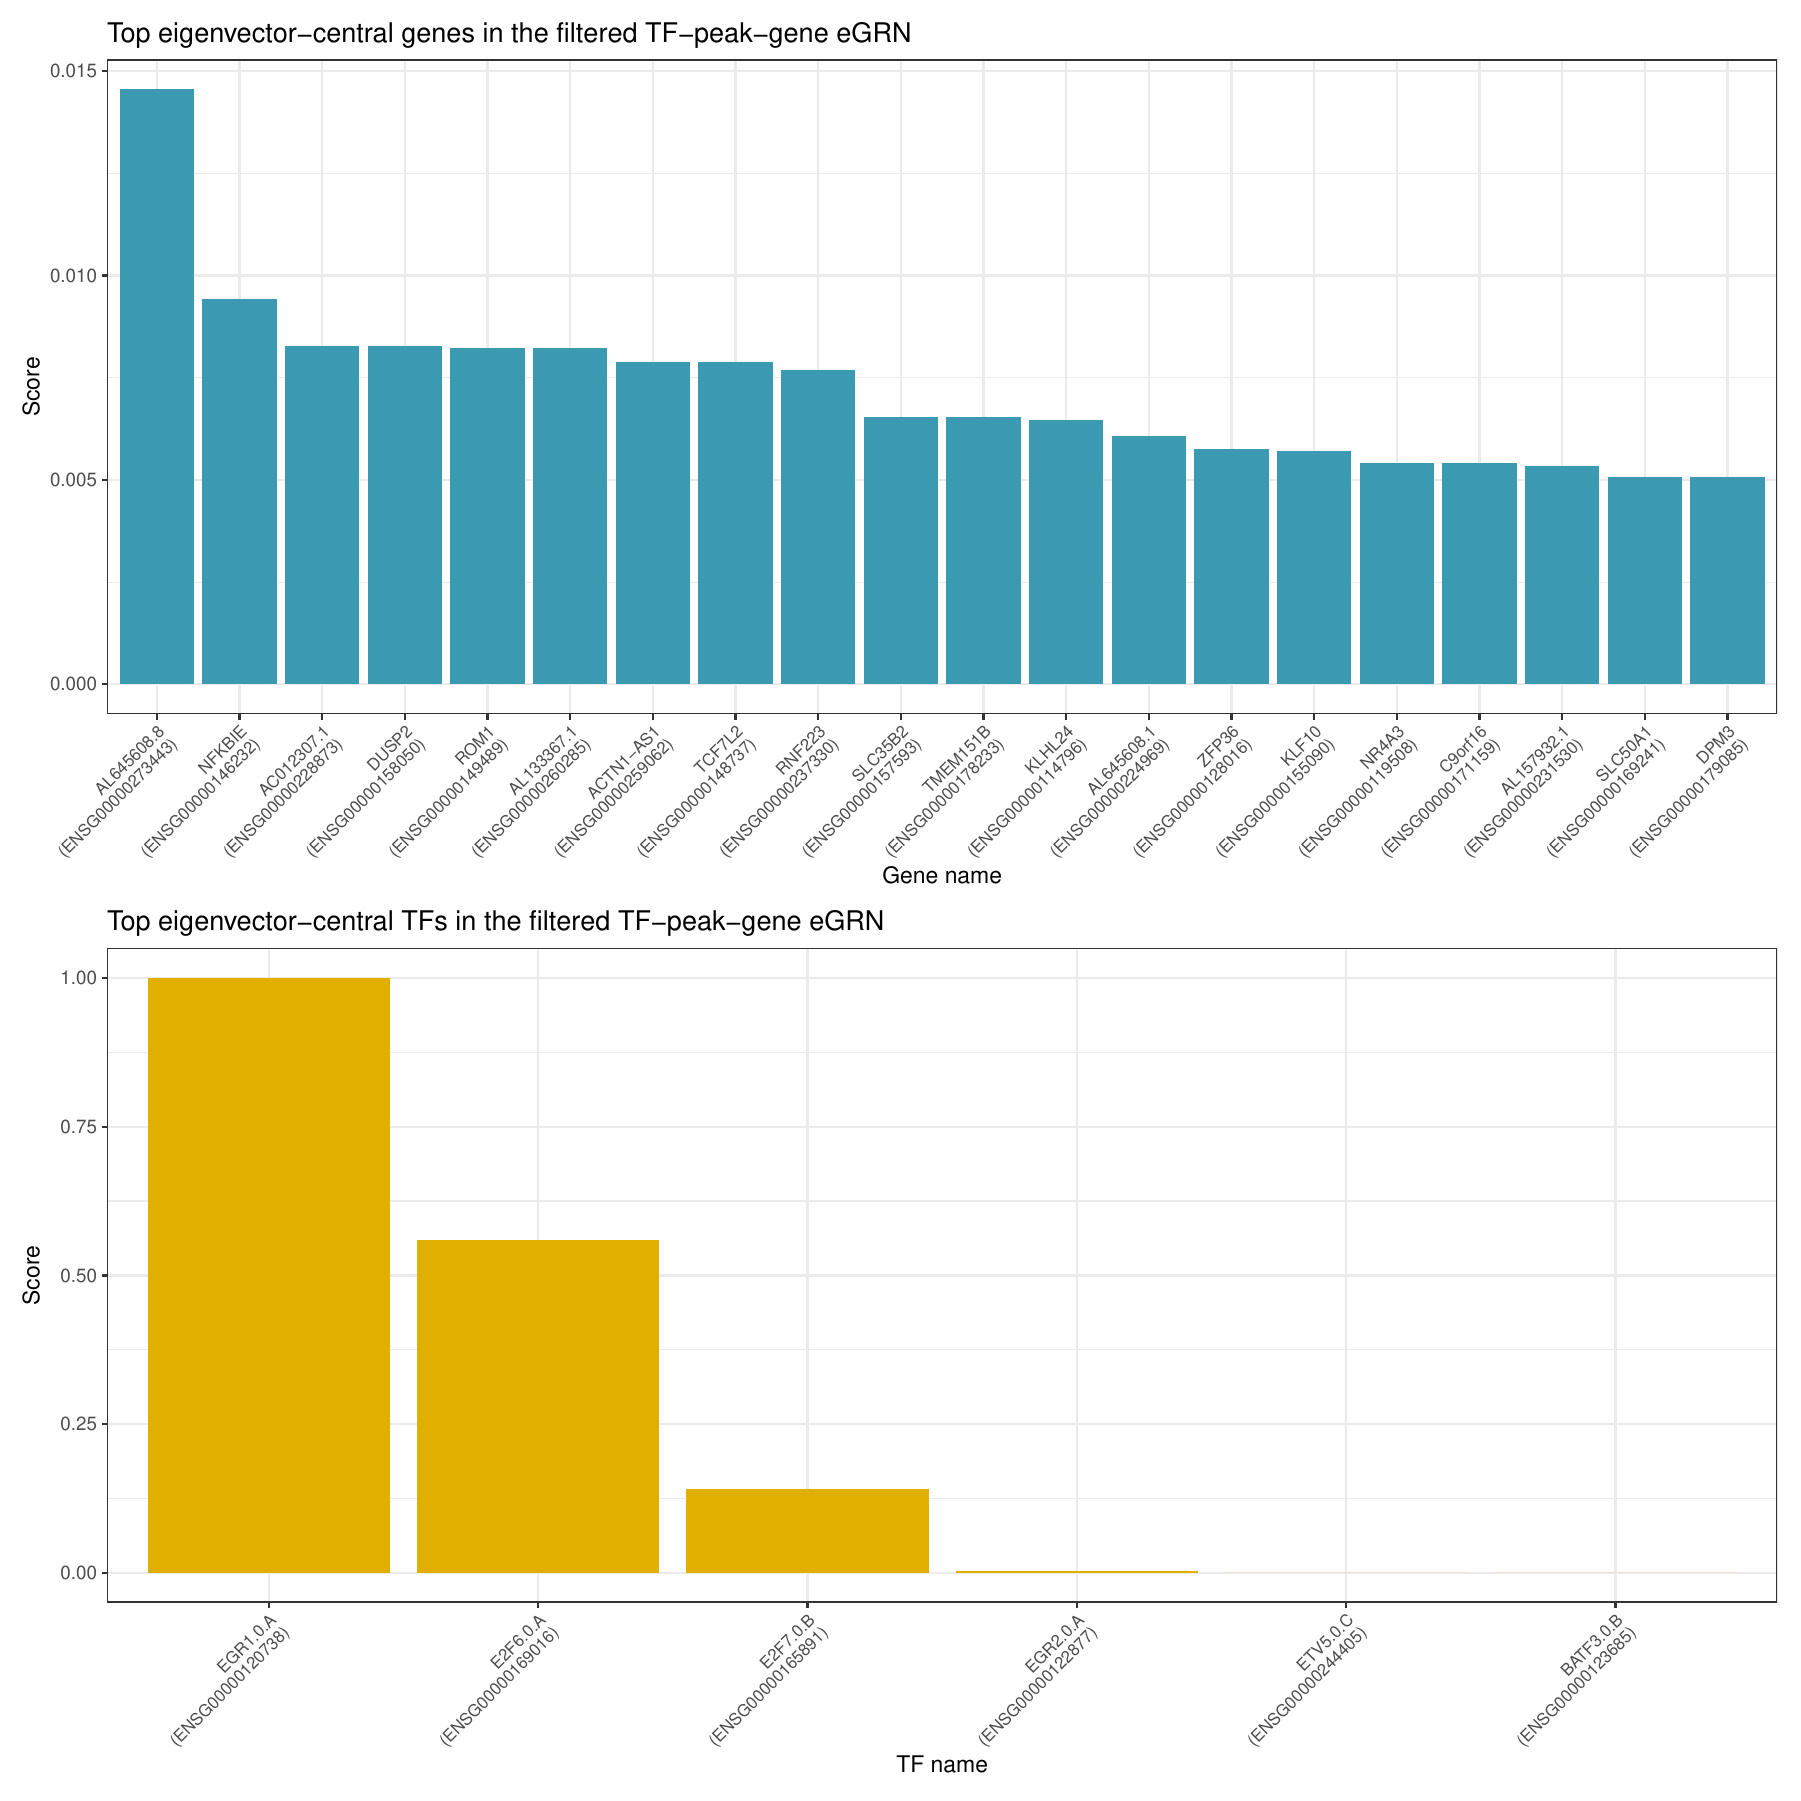 Top eigenvector−central genes in the filtered TF−peak−gene eGRN
0.015
0.010
0.005
0.000
Score
AL645608.8
(ENSG00000273443)
NFKBIE
(ENSG00000146232)
AC012307.1
(ENSG00000228873)
DUSP2
(ENSG00000158050)
ROM1
(ENSG00000149489)
AL133367.1
(ENSG00000260285)
ACTN1−AS1
(ENSG00000259062)
TCF7L2
(ENSG00000148737)
RNF223
(ENSG00000237330)
SLC35B2
(ENSG00000157593)
TMEM151B
(ENSG00000178233)
KLHL24
(ENSG00000114796)
AL645608.1
(ENSG00000224969)
ZFP36
(ENSG00000128016)
KLF10
(ENSG00000155090)
NR4A3
(ENSG00000119508)
C9orf16
(ENSG00000171159)
AL157932.1
(ENSG00000231530)
SLC50A1
(ENSG00000169241)
DPM3
(ENSG00000179085)
Gene name
Top eigenvector−central TFs in the filtered TF−peak−gene eGRN
1.00
0.75
0.50
0.25
0.00
Score
EGR1.0.A
(ENSG00000120738)
E2F6.0.A
(ENSG00000169016)
E2F7.0.B
(ENSG00000165891)
EGR2.0.A
(ENSG00000122877)
ETV5.0.C
(ENSG00000244405)
BATF3.0.B
(ENSG00000123685)
TF name